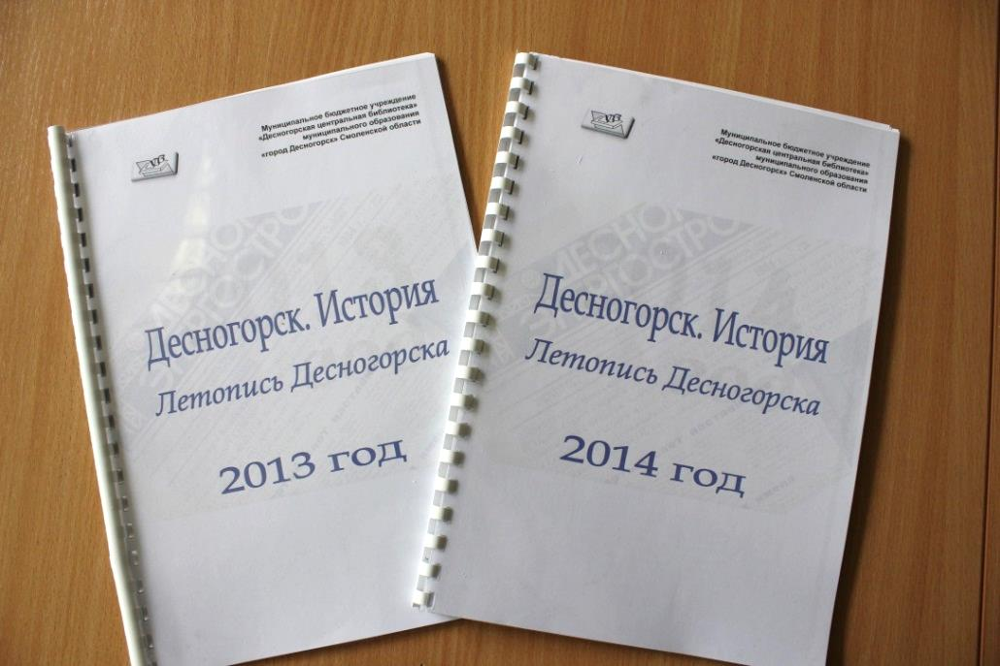 Муниципальное бюджетное учреждение
«Десногорская центральная библиотека»
муниципального образования
«город Десногорск» Смоленской области
Десногорск. История
Летопись Десногорска
2013 год
Муниципальное бюджетное учреждение
«Десногорская центральная библиотека»
муниципального образования
«город Десногорск» Смоленской области
Десногорск. История
Летопись Десногорска
2014 год